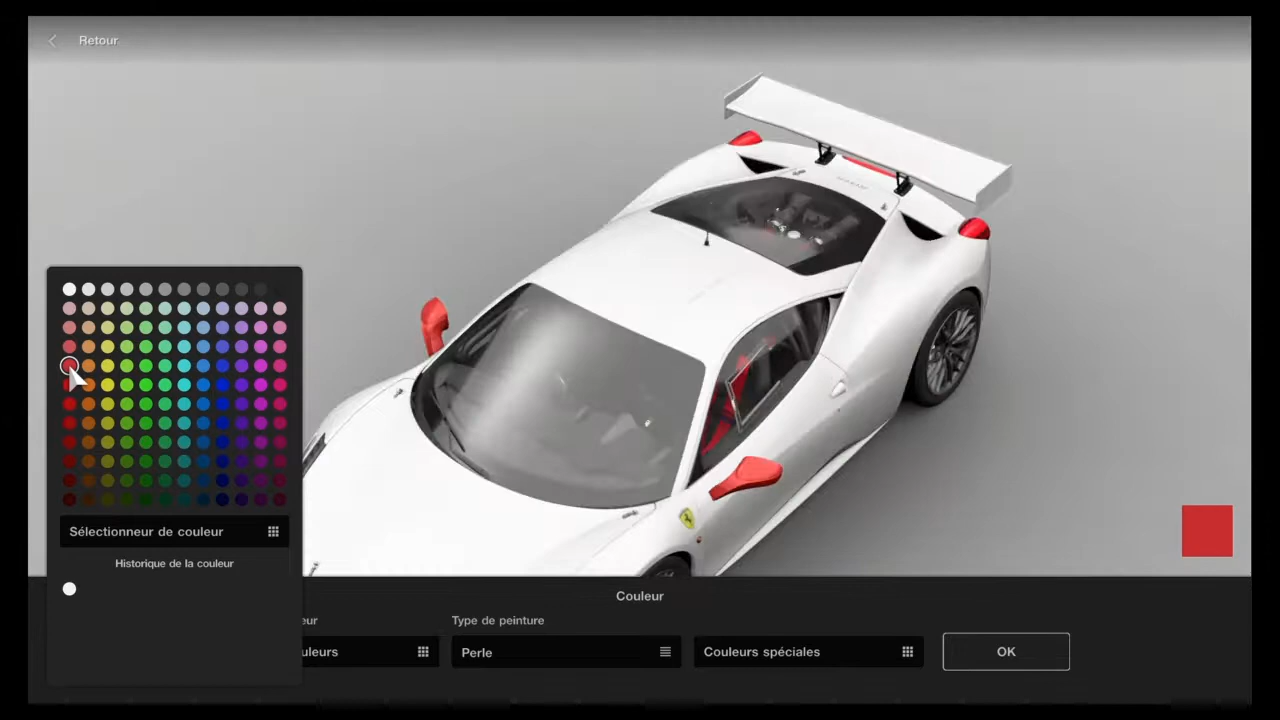 Retour
Sélectionneur de couleur
Historique de la couleur
Couleur
eur
Type de peinture
uleurs
Perle
Couleurs spéciales
OK